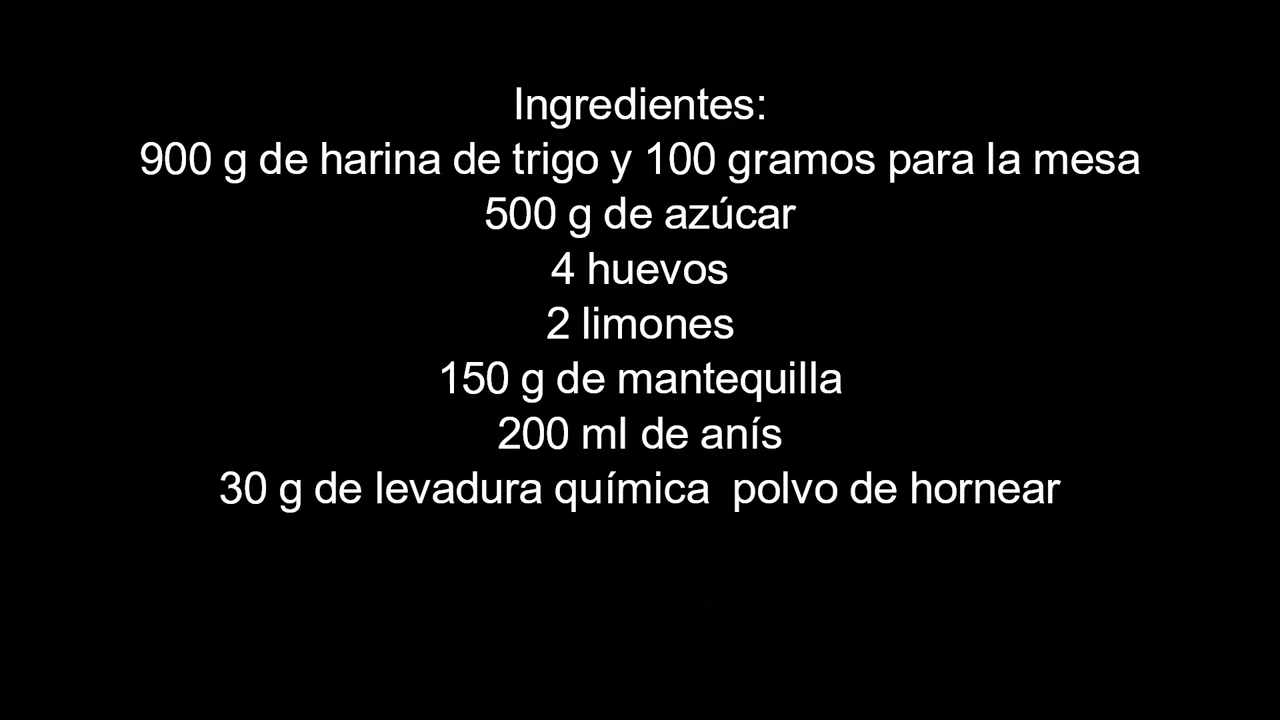 Ingredientes:
900 g de harina de trigo y 100 gramos para la mesa
500 g de azúcar
4 huevos
2 limones
150 g de mantequilla
200 ml de anís
30 g de levadura química  polvo de hornear